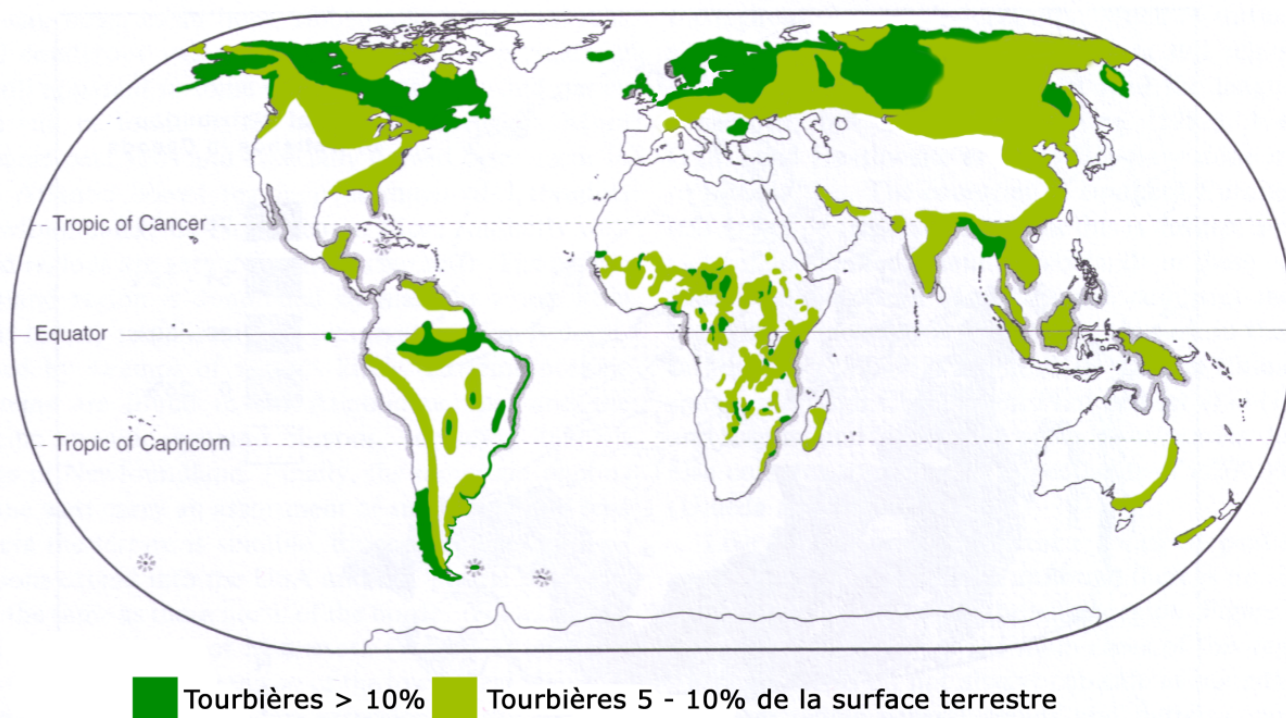 Tropic of Cancer
Equator
Tropic of Capricorn
Tourbières > 10%
Tourbières 5 - 10% de la surface terrestre